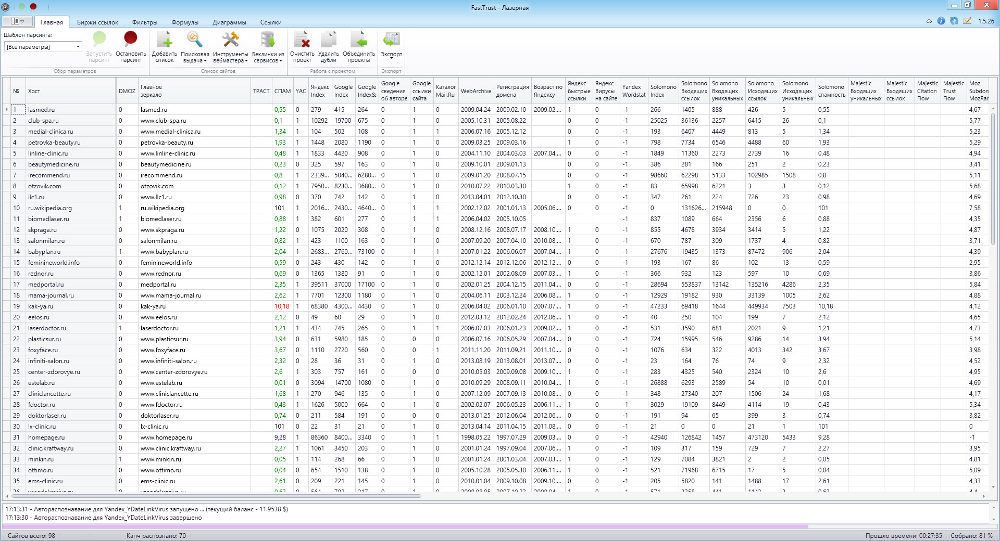 FastTrust - Лазерная
Главная Биржи ссылок Фильтры Формулы Диаграммы Ссылки 1.5.26
Шаблон парсинга:
[Все параметры]
Запустить парсинг
Остановить парсинг
Добавить список
Поисковая выдача
Инструменты вебмастера
Беклинки из сервисов
Очистить проект
Удалить дубли
Объединить проекты
Экспорт
Сбор параметров Список сайтов Работа с проектом Экспорт
№ Хост DMOZ Главное зеркало ТРАСТ СПАМ YAC Яндекс Index Google Index Google Index& Google сведения об авторе Google ссылки сайта Каталог Mail.Ru WebArchive Регистрация домена Возраст по Яндексу Яндекс быстрые ссылки Яндекс Вирусы на сайте Yandex Wordstat Solomono Index Solomono Входящих ссылок Solomono Входящих уникальных Solomono Исходящих ссылок Solomono Исходящих уникальных Solomono спамность Majestic Входящих уникальных Majestic Входящих ссылок Majestic Citation Flow Majestic Trust Flow Moz Subdom MozRan
1 lasmed.ru 0 lasmed.ru 0,55 0 279 415 264 0 1 0 2009.04.24 2009.02.10 2009.02.... 1 0 -1 266 1405 888 426 5 0,55 4,67
2 club-spa.ru 0 www.club-spa.ru 0,1 1 10292 19700 675 0 1 0 2005.10.31 2005.08.22 0 0 -1 25025 36136 2257 6415 26 0,1 5,77
3 medial-clinica.ru 0 www.medial-clinica.ru 1,34 1 104 502 108 0 1 1 2006.07.16 2005.12.12 0 0 -1 193 6407 4449 813 5 1,34 5,23
4 petrovka-beauty.ru 0 petrovka-beauty.ru 1,93 1 1448 2080 1190 0 1 0 2009.03.25 2009.03.16 1 0 -1 798 7734 6546 4488 60 1,93 5,29
5 linline-clinic.ru 0 www.linline-clinic.ru 0,48 1 1833 4420 908 0 1 0 2004.11.10 2004.03.03 2007.04.... 0 0 -1 1849 11360 2273 2739 16 0,48 4,94
6 beautymedicine.ru 0 beautymedicine.ru 0,23 0 325 597 163 0 1 0 2009.10.01 2009.01.13 0 0 -1 386 281 166 251 2 0,23 3,41
7 irecommend.ru 0 irecommend.ru 0,8 1 2339... 5040... 6280... 0 1 0 2009.01.20 2008.07.15 0 0 -1 98660 62298 5133 102985 1508 0,8 5,11
8 otzovik.com 0 otzovik.com 0,12 1 7950... 8230... 3680... 0 1 0 2010.07.22 2010.03.30 1 0 -1 83 65998 6221 3 3 0,12 5,68
9 llc1.ru 0 www.llc1.ru 0,98 0 370 742 142 0 1 0 2013.04.01 2012.10.30 0 0 -1 347 261 224 726 23 0,98 4,69
10 ru.wikipedia.org 1 ru.wikipedia.org 101 1 2016... 2430... 4640... 0 1 1 2002.12.02 2001.01.13 2005.06.... 0 0 -1 0 131626... 215948 0 0 101 7,58
11 biomedlaser.ru 1 biomedlaser.ru 0,88 1 382 601 277 0 1 1 2006.04.02 2005.10.05 -1 837 1089 664 2356 6 0,88 4,35
12 skpraga.ru 0 www.skpraga.ru 1,22 0 1075 2020 308 0 1 0 2008.12.16 2008.07.17 2008.10.... 1 0 -1 855 4678 3934 3414 5 1,22 4,87
13 salonmilan.ru 0 salonmilan.ru 0,82 1 423 1100 163 0 1 0 2007.09.20 2007.04.10 2010.08.... 1 0 -1 670 787 309 1737 4 0,82 3,71
14 babyplan.ru 1 www.babyplan.ru 2,04 1 2683... 2760... 73100 0 1 1 2007.01.22 2006.06.07 2007.04.... 0 0 -1 27676 19435 1373 87472 906 2,04 4,39
15 feminineworld.info 0 feminineworld.info 0,59 0 243 430 142 0 1 0 2012.12.14 2012.12.06 2012.12.... 0 0 -1 193 167 86 102 13 0,59 2,95
16 rednor.ru 0 www.rednor.ru 0,69 0 1365 1380 91 0 1 0 2002.12.01 2002.08.09 2007.03.... 1 0 -1 366 932 123 597 10 0,69 3,86
17 medportal.ru 0 medportal.ru 2,35 1 39511 37000 17100 0 1 0 2002.01.25 2004.12.15 2011.04.... 0 0 -1 28694 553837 13142 135216 4286 2,35 5,84
18 mama-journal.ru 0 www.mama-journal.ru 2,62 1 7701 12300 1180 0 1 0 2004.06.11 2003.12.24 2006.08.... 1 0 -1 12929 19182 930 33139 1005 2,62 4,88
19 kak-ya.ru 0 kak-ya.ru 10,18 1 68380 4300... 4430 0 1 0 2006.04.02 2006.01.10 2007.07.... 1 0 -1 47233 69418 1644 449934 7503 10,18 4,12
20 eelos.ru 0 www.eelos.ru 2,12 0 49 60 29 0 1 0 2012.03.12 2012.02.24 2012.06.... 1 0 -1 40 250 104 199 7 2,12 4,65
21 laserdoctor.ru 1 laserdoctor.ru 1,21 1 434 745 265 0 1 1 2006.07.03 2006.01.23 2009.02.... 1 0 -1 531 3590 681 2021 9 1,21 4,73
22 plasticsur.ru 0 www.plasticsur.ru 3,94 0 631 5980 185 0 0 0 2006.07.16 2006.05.29 2007.04.... 0 0 -1 724 15995 546 9286 14 3,94 5,14
23 foxyface.ru 0 www.foxyface.ru 3,67 1 1110 2720 560 0 0 1 2011.11.20 2011.09.21 2011.10.... 0 0 -1 1076 634 322 4013 342 3,67 3,98
24 infiniti-salon.ru 0 www.infiniti-salon.ru 2,32 0 28 36 31 0 1 0 2013.08.19 2013.08.01 2013.07.... 0 0 -1 23 164 76 74 9 2,32 4,52
25 center-zdorovye.ru 0 www.center-zdorovye.ru 2,6 1 303 757 161 0 0 0 2010.05.03 2009.09.08 2009.10.... 1 0 -1 283 4325 540 2324 10 2,6 4,95
26 estelab.ru 0 www.estelab.ru 0,01 1 3094 14700 1080 0 1 0 2010.09.29 2008.09.11 2010.04.... 0 0 -1 26888 6293 2589 54 10 0,01 4,69
27 cliniclancette.ru 0 www.cliniclancette.ru 1,68 1 270 946 135 0 1 0 2007.12.09 2007.09.13 2010.08.... 0 0 -1 348 27340 207 1506 24 1,68 4,17
28 fdoctor.ru 0 www.fdoctor.ru 0,43 1 1626 5000 664 0 1 0 2002.02.07 2006.05.23 2006.11.... 1 0 -1 3029 19109 8449 4114 19 0,43 5,34
29 doktorlaser.ru 0 doktorlaser.ru 0,74 0 211 584 191 0 0 0 2013.01.25 2012.06.04 2012.06.... 0 0 -1 191 94 65 399 3 0,74 3,82
30 lx-clinic.ru 0 lx-clinic.ru 101 0 22 31 21 0 1 0 2013.04.14 2011.04.15 2011.08.... 0 0 -1 21 0 0 21 1 101 0
31 homepage.ru 0 www.homepage.ru 9,28 1 86360 8400... 3340 0 1 1 1998.05.22 1997.07.29 2009.03.... 0 0 -1 42940 126842 1457 473120 5433 9,28 -1
32 clinic.kraftway.ru 0 www.clinic.kraftway.ru 2,27 1 1061 3450 203 0 1 0 2001.01.24 1997.09.04 2007.06.... 1 0 -1 109 317 159 729 7 2,27 3,95
33 minkin.ru 1 www.minkin.ru 0,05 1 114 268 66 0 1 0 2001.01.24 2001.03.04 2007.03.... 1 0 -1 129 7084 3821 2 2 0,05 4,81
34 ottimo.ru 0 www.ottimo.ru 0,04 0 654 1510 138 0 1 0 2005.10.28 2005.05.30 2006.11.... 1 0 -1 521 71968 6715 17 5 0,04 5,09
35 ems-clinic.ru 0 ems-clinic.ru 2,61 0 209 221 145 0 1 0 2010.01.04 2009.10.08 2009.10.... 0 0 -1 205 5820 141 1488 17 2,61 4,33
17:13:31 - Автораспознавание для Yandex_YDateLinkVirus запущено ... (текущий баланс - 11.9538 $)
17:13:30 - Автораспознавание для Yandex_YDateLinkVirus завершено
Сайтов всего: 98 Капч распознано: 70 Прошло времени: 00:27:35 Собрано: 81 %